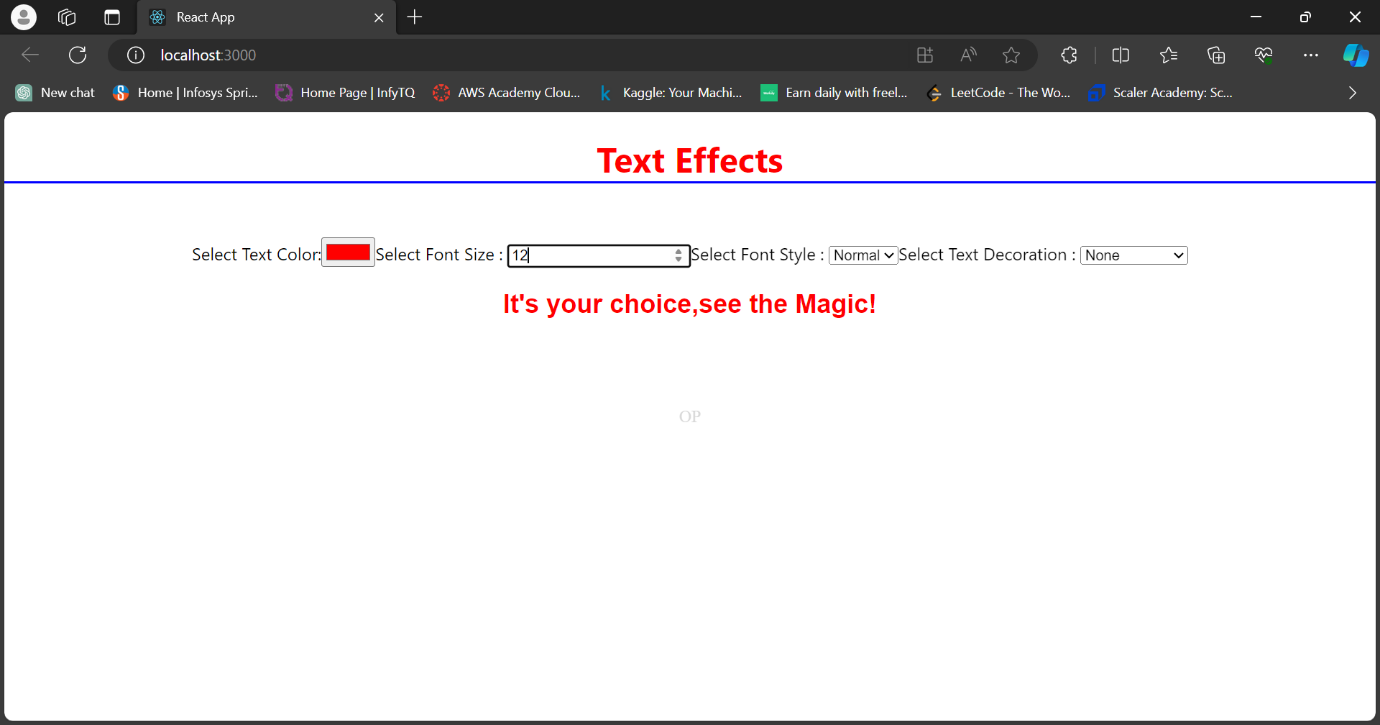 React App
localhost:3000
New chat Home | Infosys Spri... Home Page | InfyTQ AWS Academy Clou... Kaggle: Your Machi... Earn daily with freel... LeetCode - The Wo... Scaler Academy: Sc...
Text Effects
Select Text Color: Select Font Size : 12 Select Font Style : Normal Select Text Decoration : None
It's your choice,see the Magic!
OP